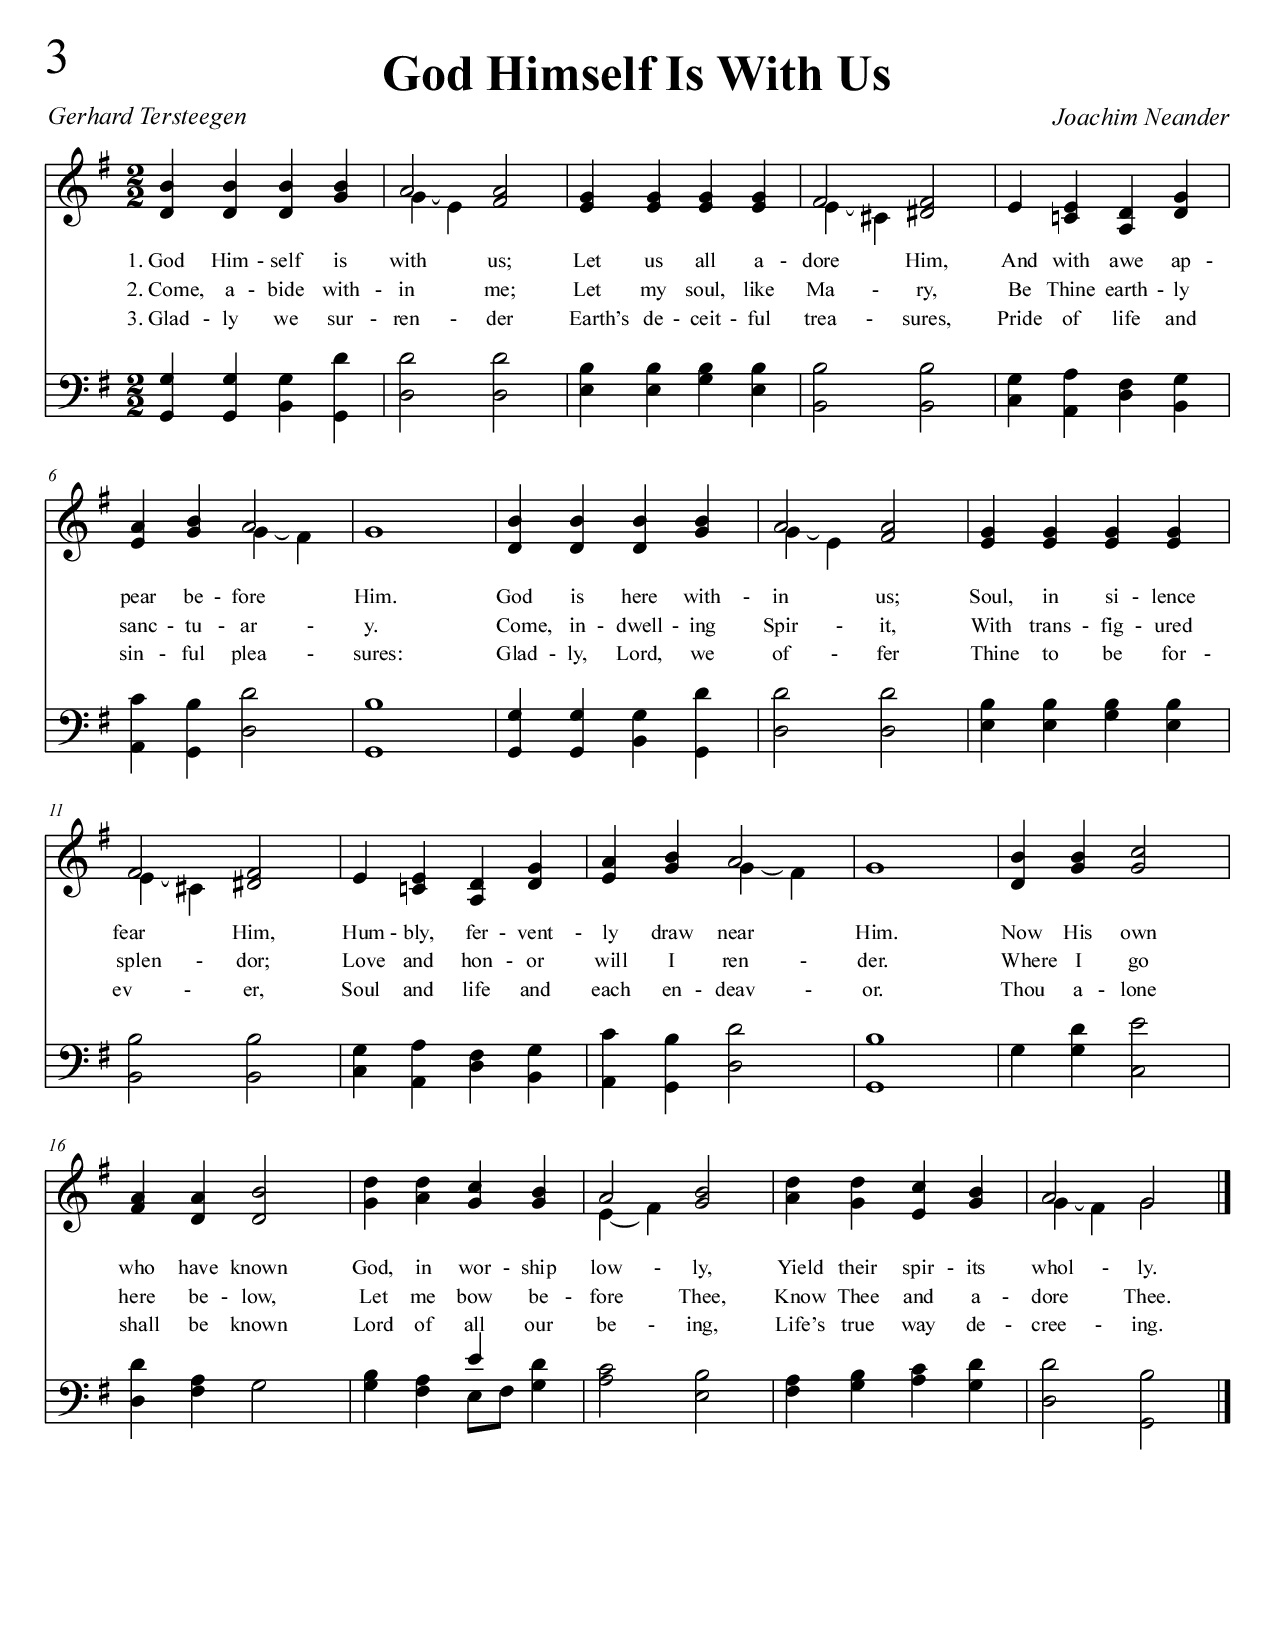 3
God Himself Is With Us
Gerhard Tersteegen
Joachim Neander
1. God Him - self is with us; Let us all a - dore Him, And with awe ap -
2. Come, a - bide with - in me; Let my soul, like Ma - ry, Be Thine earth - ly
3. Glad - ly we sur - ren - der Earth’s de - ceit - ful trea - sures, Pride of life and
6
pear be - fore Him. God is here with - in us; Soul, in si - lence
sanc - tu - ar - y. Come, in - dwell - ing Spir - it, With trans - fig - ured
sin - ful plea - sures: Glad - ly, Lord, we of - fer Thine to be for -
11
fear Him, Hum - bly, fer - vent - ly draw near Him. Now His own
splen - dor; Love and hon - or will I ren - der. Where I go
ev - er, Soul and life and each en - deav - or. Thou a - lone
16
who have known God, in wor - ship low - ly, Yield their spir - its whol - ly.
here be - low, Let me bow be - fore Thee, Know Thee and a - dore Thee.
shall be known Lord of all our be - ing, Life’s true way de - cree - ing.